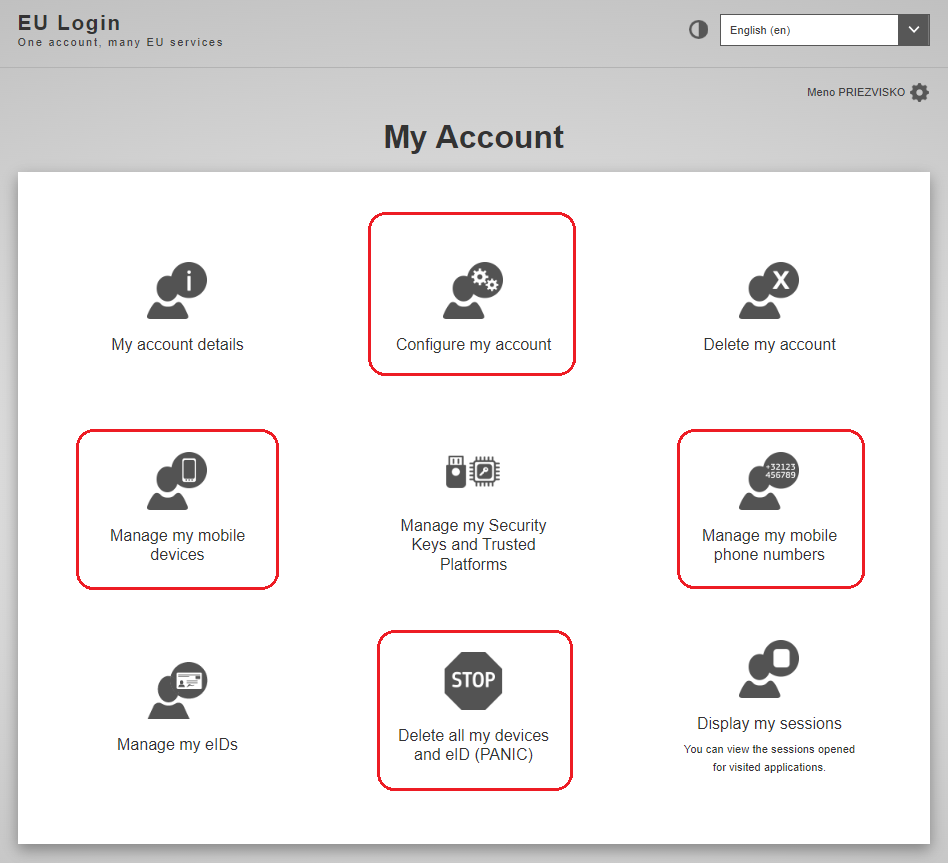 EU Login
One account, many EU services
English (en)
Meno PRIEZVISKO
My Account
i
My account details
Configure my account
X
Delete my account
Manage my mobile
devices
Manage my Security
Keys and Trusted
Platforms
+32123
456789
Manage my mobile
phone numbers
Manage my eIDs
STOP
Delete all my devices
and eID (PANIC)
Display my sessions
You can view the sessions opened
for visited applications.